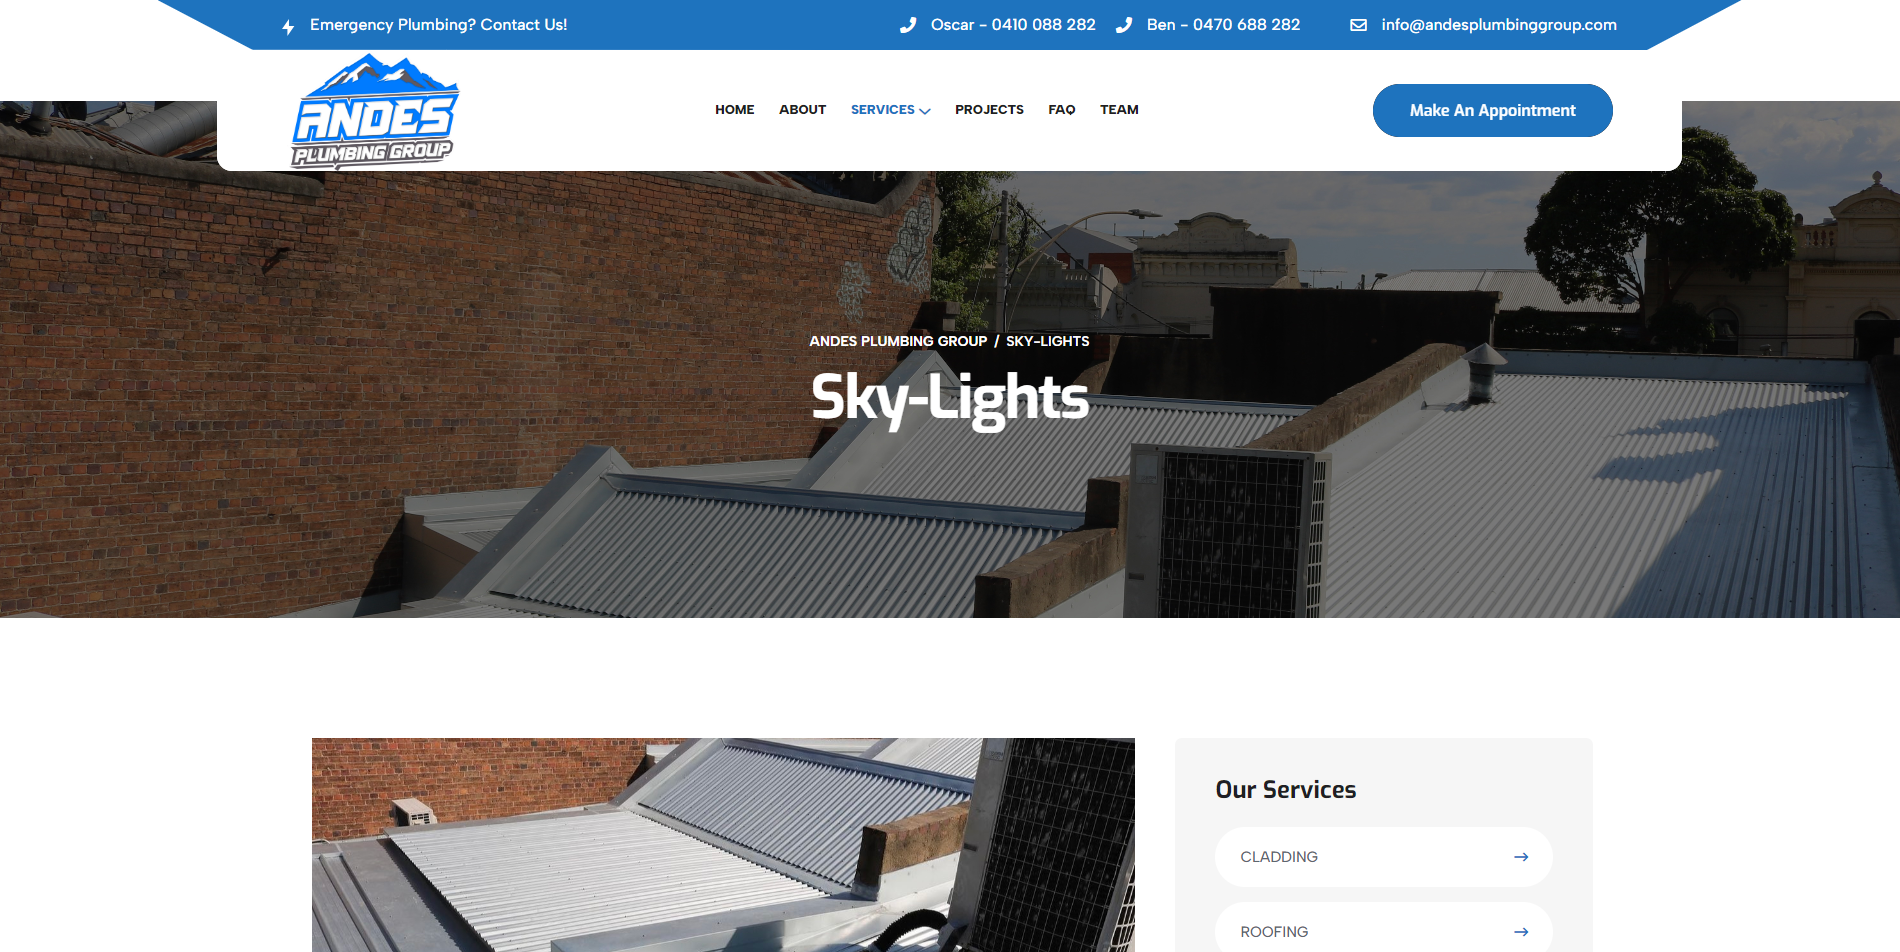 Emergency Plumbing? Contact Us!
Oscar - 0410 088 282
Ben - 0470 688 282
info@andesplumbinggroup.com
ANDES
PLUMBING GROUP
HOME
ABOUT
SERVICES
PROJECTS
FAQ
TEAM
Make An Appointment
ANDES PLUMBING GROUP / SKY-LIGHTS
Sky-Lights
Our Services
CLADDING
ROOFING